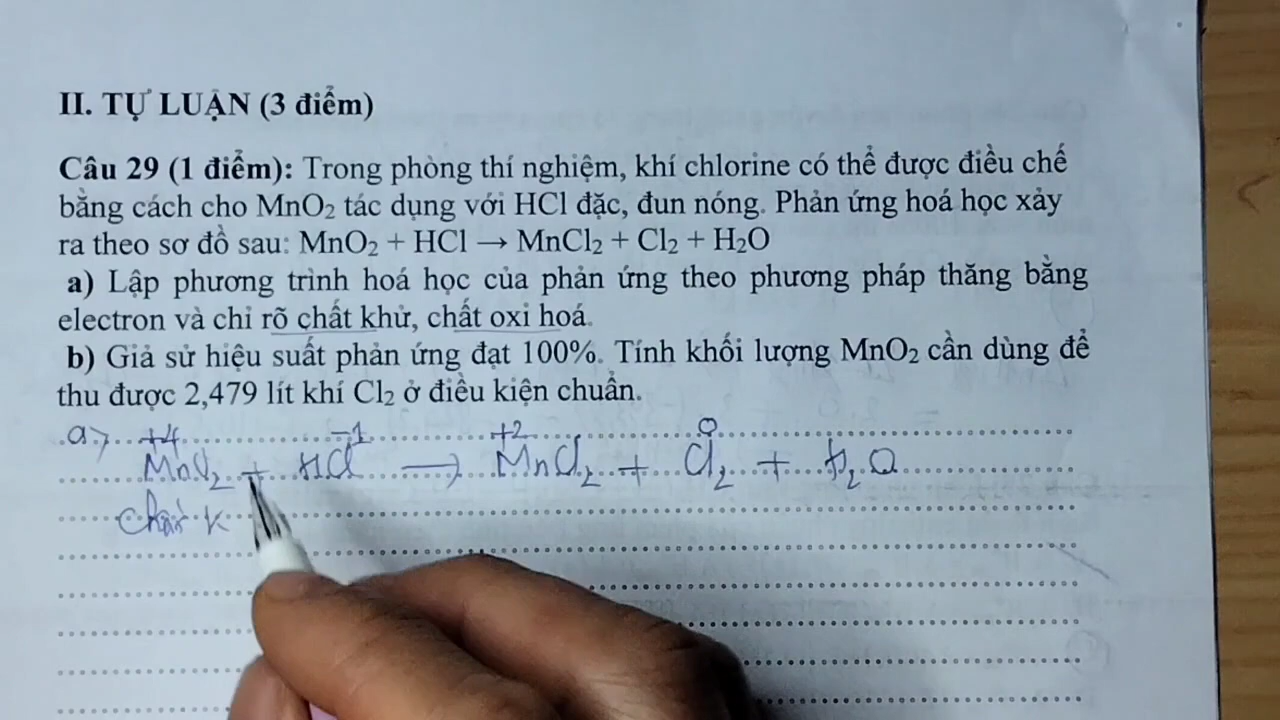 II. TỰ LUẬN (3 điểm)
Câu 29 (1 điểm): Trong phòng thí nghiệm, khí chlorine có thể được điều chế
bằng cách cho MnO₂ tác dụng với HCl đặc, đun nóng. Phản ứng hoá học xảy
ra theo sơ đồ sau: MnO₂ + HCl → MnCl₂ + Cl₂ + H₂O
a) Lập phương trình hoá học của phản ứng theo phương pháp thăng bằng
electron và chỉ rõ chất khử, chất oxi hoá.
b) Giả sử hiệu suất phản ứng đạt 100%. Tính khối lượng MnO₂ cần dùng để
thu được 2,479 lít khí Cl₂ ở điều kiện chuẩn.
a) +4 -1 +2 0
MnO₂ + HCl → MnCl₂ + Cl₂ + H₂O
Chất k